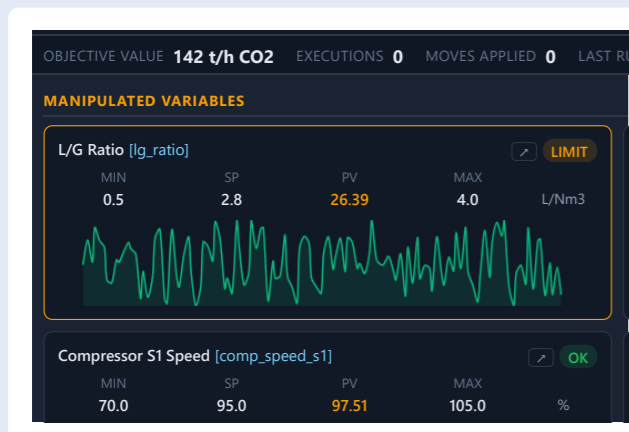 OBJECTIVE VALUE 142 t/h CO2 EXECUTIONS 0 MOVES APPLIED 0 LAST
MANIPULATED VARIABLES
L/G Ratio [lg_ratio] ↗ LIMIT
MIN SP PV MAX
0.5 2.8 26.39 4.0 L/Nm3
Compressor S1 Speed [comp_speed_s1] ↗ OK
MIN SP PV MAX
70.0 95.0 97.51 105.0 %